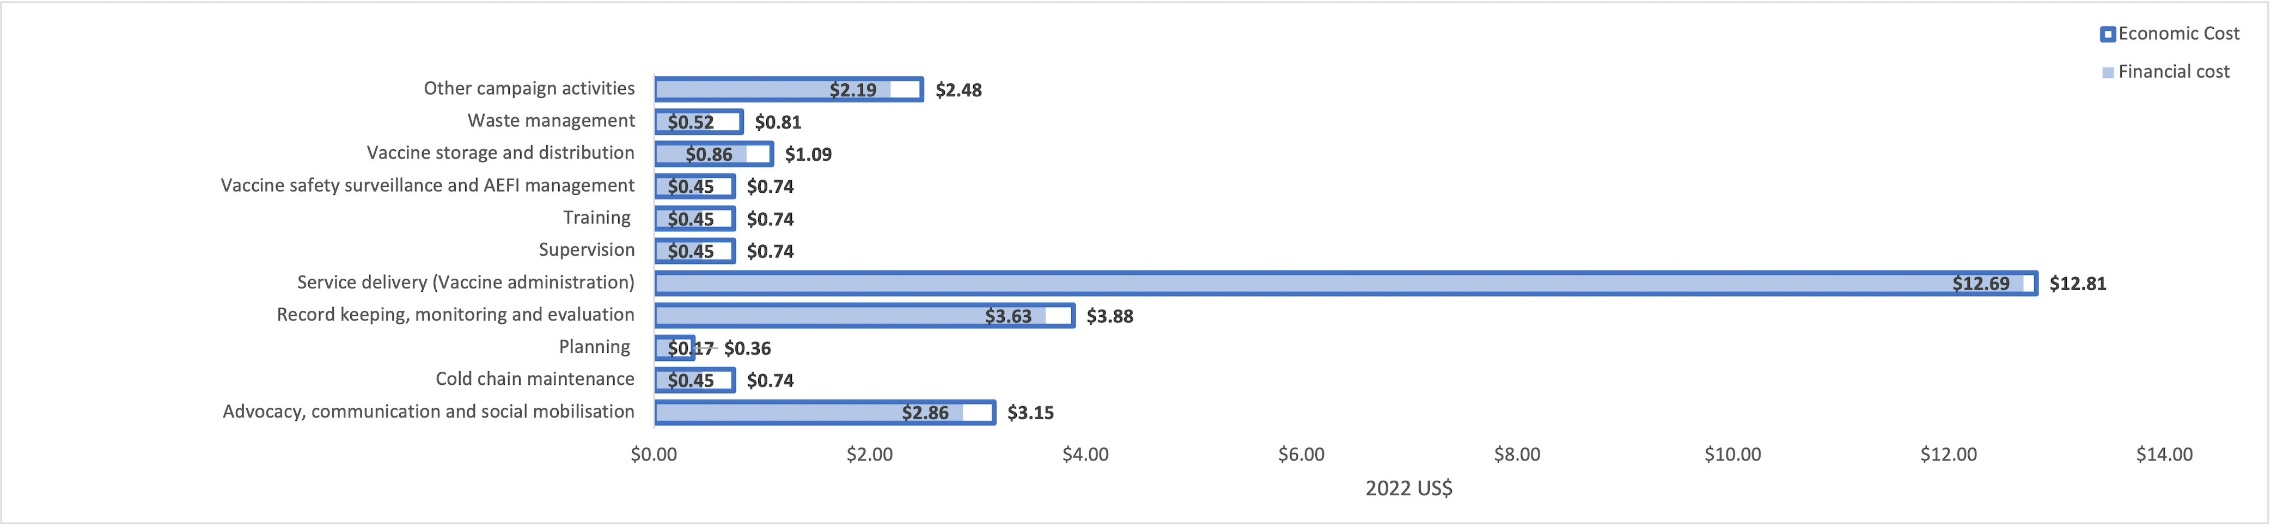 Economic Cost
Financial cost
Other campaign activities $2.19 $2.48
Waste management $0.52 $0.81
Vaccine storage and distribution $0.86 $1.09
Vaccine safety surveillance and AEFI management $0.45 $0.74
Training $0.45 $0.74
Supervision $0.45 $0.74
Service delivery (Vaccine administration) $12.69 $12.81
Record keeping, monitoring and evaluation $3.63 $3.88
Planning $0.17 $0.36
Cold chain maintenance $0.45 $0.74
Advocacy, communication and social mobilisation $2.86 $3.15
$0.00 $2.00 $4.00 $6.00 $8.00 $10.00 $12.00 $14.00
2022 US$